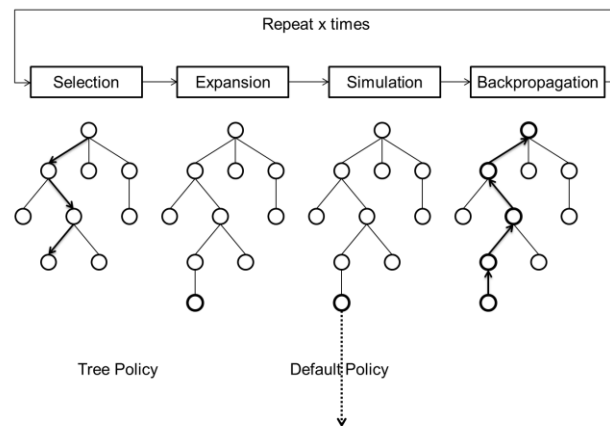 Repeat x times
Selection
Expansion
Simulation
Backpropagation
Tree Policy
Default Policy